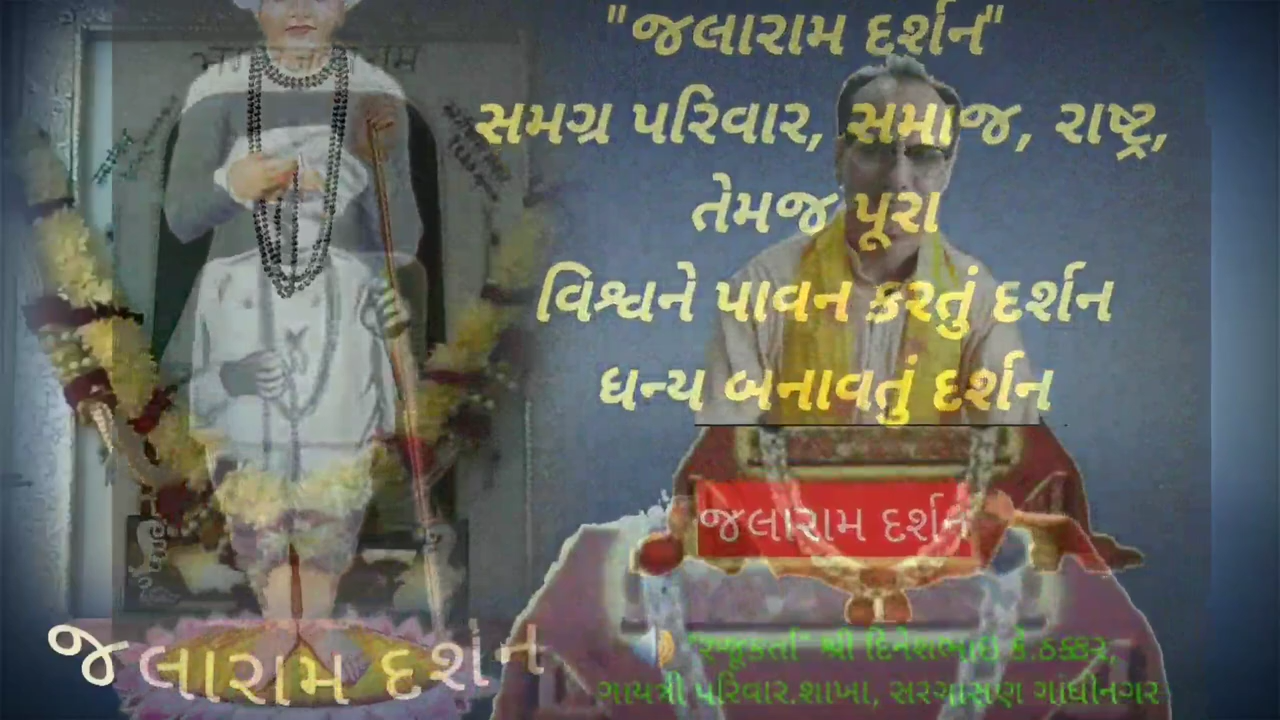 "જલારામ દર્શન"
સમગ્ર પરિવાર, સમાજ, રાષ્ટ્ર,
તેમજ પૂરા
વિશ્વને પાવન કરતું દર્શન
ધન્ય બનાવતું દર્શન
જલારામ દર્શન
જલારામ દર્શન
"રજૂકર્તા" શ્રી દિનેશભાઇ કે.ઠક્કર,
ગાયત્રી પરિવાર.શાખા, સરગાસણ ગાંધીનગર